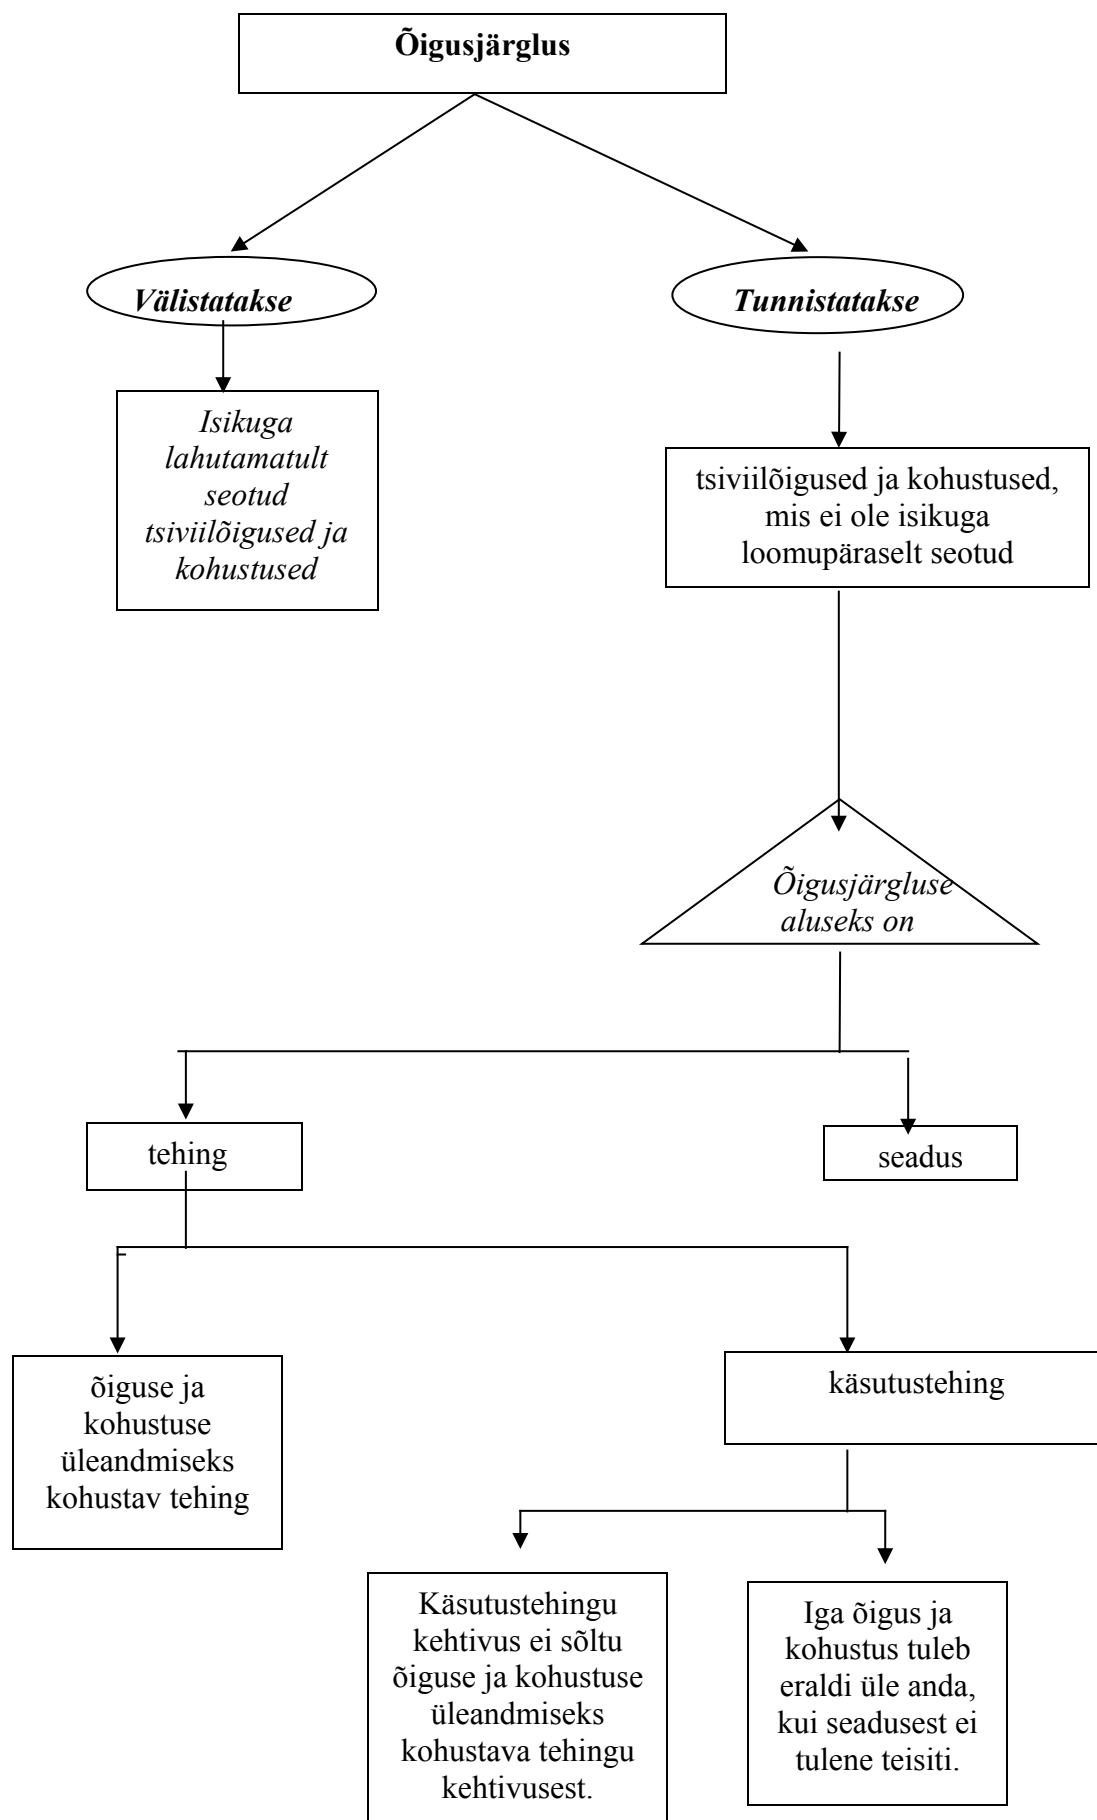 Õigusjärglus
Välistatakse
Tunnistatakse
Isikuga
lahutamatult
seotud
tsiviilõigused ja
kohustused
tsiviilõigused ja kohustused,
mis ei ole isikuga
loomupäraselt seotud
Õigusjärgluse
aluseks on
tehing
seadus
õiguse ja
kohustuse
üleandmiseks
kohustav tehing
käsutustehing
Käsutustehingu
kehtivus ei sõltu
õiguse ja kohustuse
üleandmiseks
kohustava tehingu
kehtivusest.
Iga õigus ja
kohustus tuleb
eraldi üle anda,
kui seadusest ei
tulene teisiti.